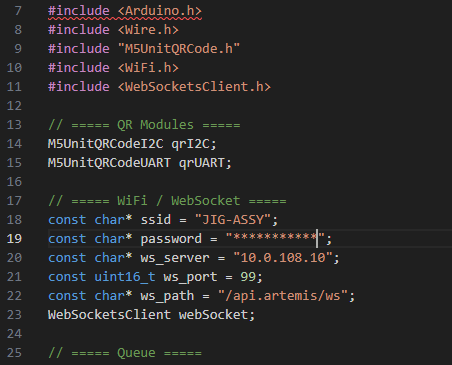 7 #include <Arduino.h>
8 #include <Wire.h>
9 #include "M5UnitQRCode.h"
10 #include <WiFi.h>
11 #include <WebSocketsClient.h>
12
13 // ===== QR Modules =====
14 M5UnitQRCodeI2C qrI2C;
15 M5UnitQRCodeUART qrUART;
16
17 // ===== WiFi / WebSocket =====
18 const char* ssid = "JIG-ASSY";
19 const char* password = "***********";
20 const char* ws_server = "10.0.108.10";
21 const uint16_t ws_port = 99;
22 const char* ws_path = "/api.artemis/ws";
23 WebSocketsClient webSocket;
24
25 // ===== Queue =====